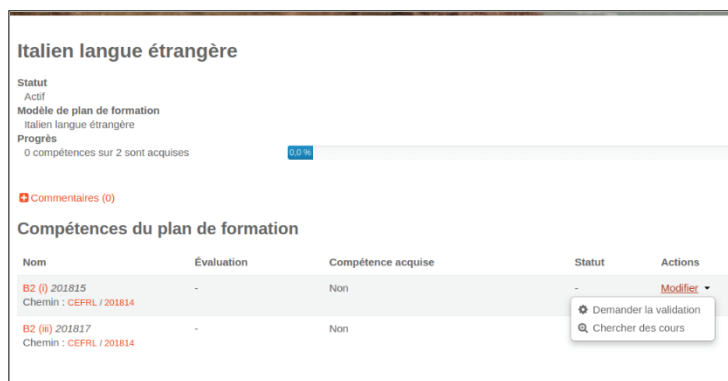 Italien langue étrangère
Statut
Actif
Modèle de plan de formation
Italien langue étrangère
Progrès
0 compétences sur 2 sont acquises
0,0 %
Commentaires (0)
Compétences du plan de formation
Nom Évaluation Compétence acquise Statut Actions
B2 (i) 201815 - Non - Modifier
Chemin : CEFRL / 201814
Demander la validation
Chercher des cours
B2 (iii) 201817 - Non
Chemin : CEFRL / 201814